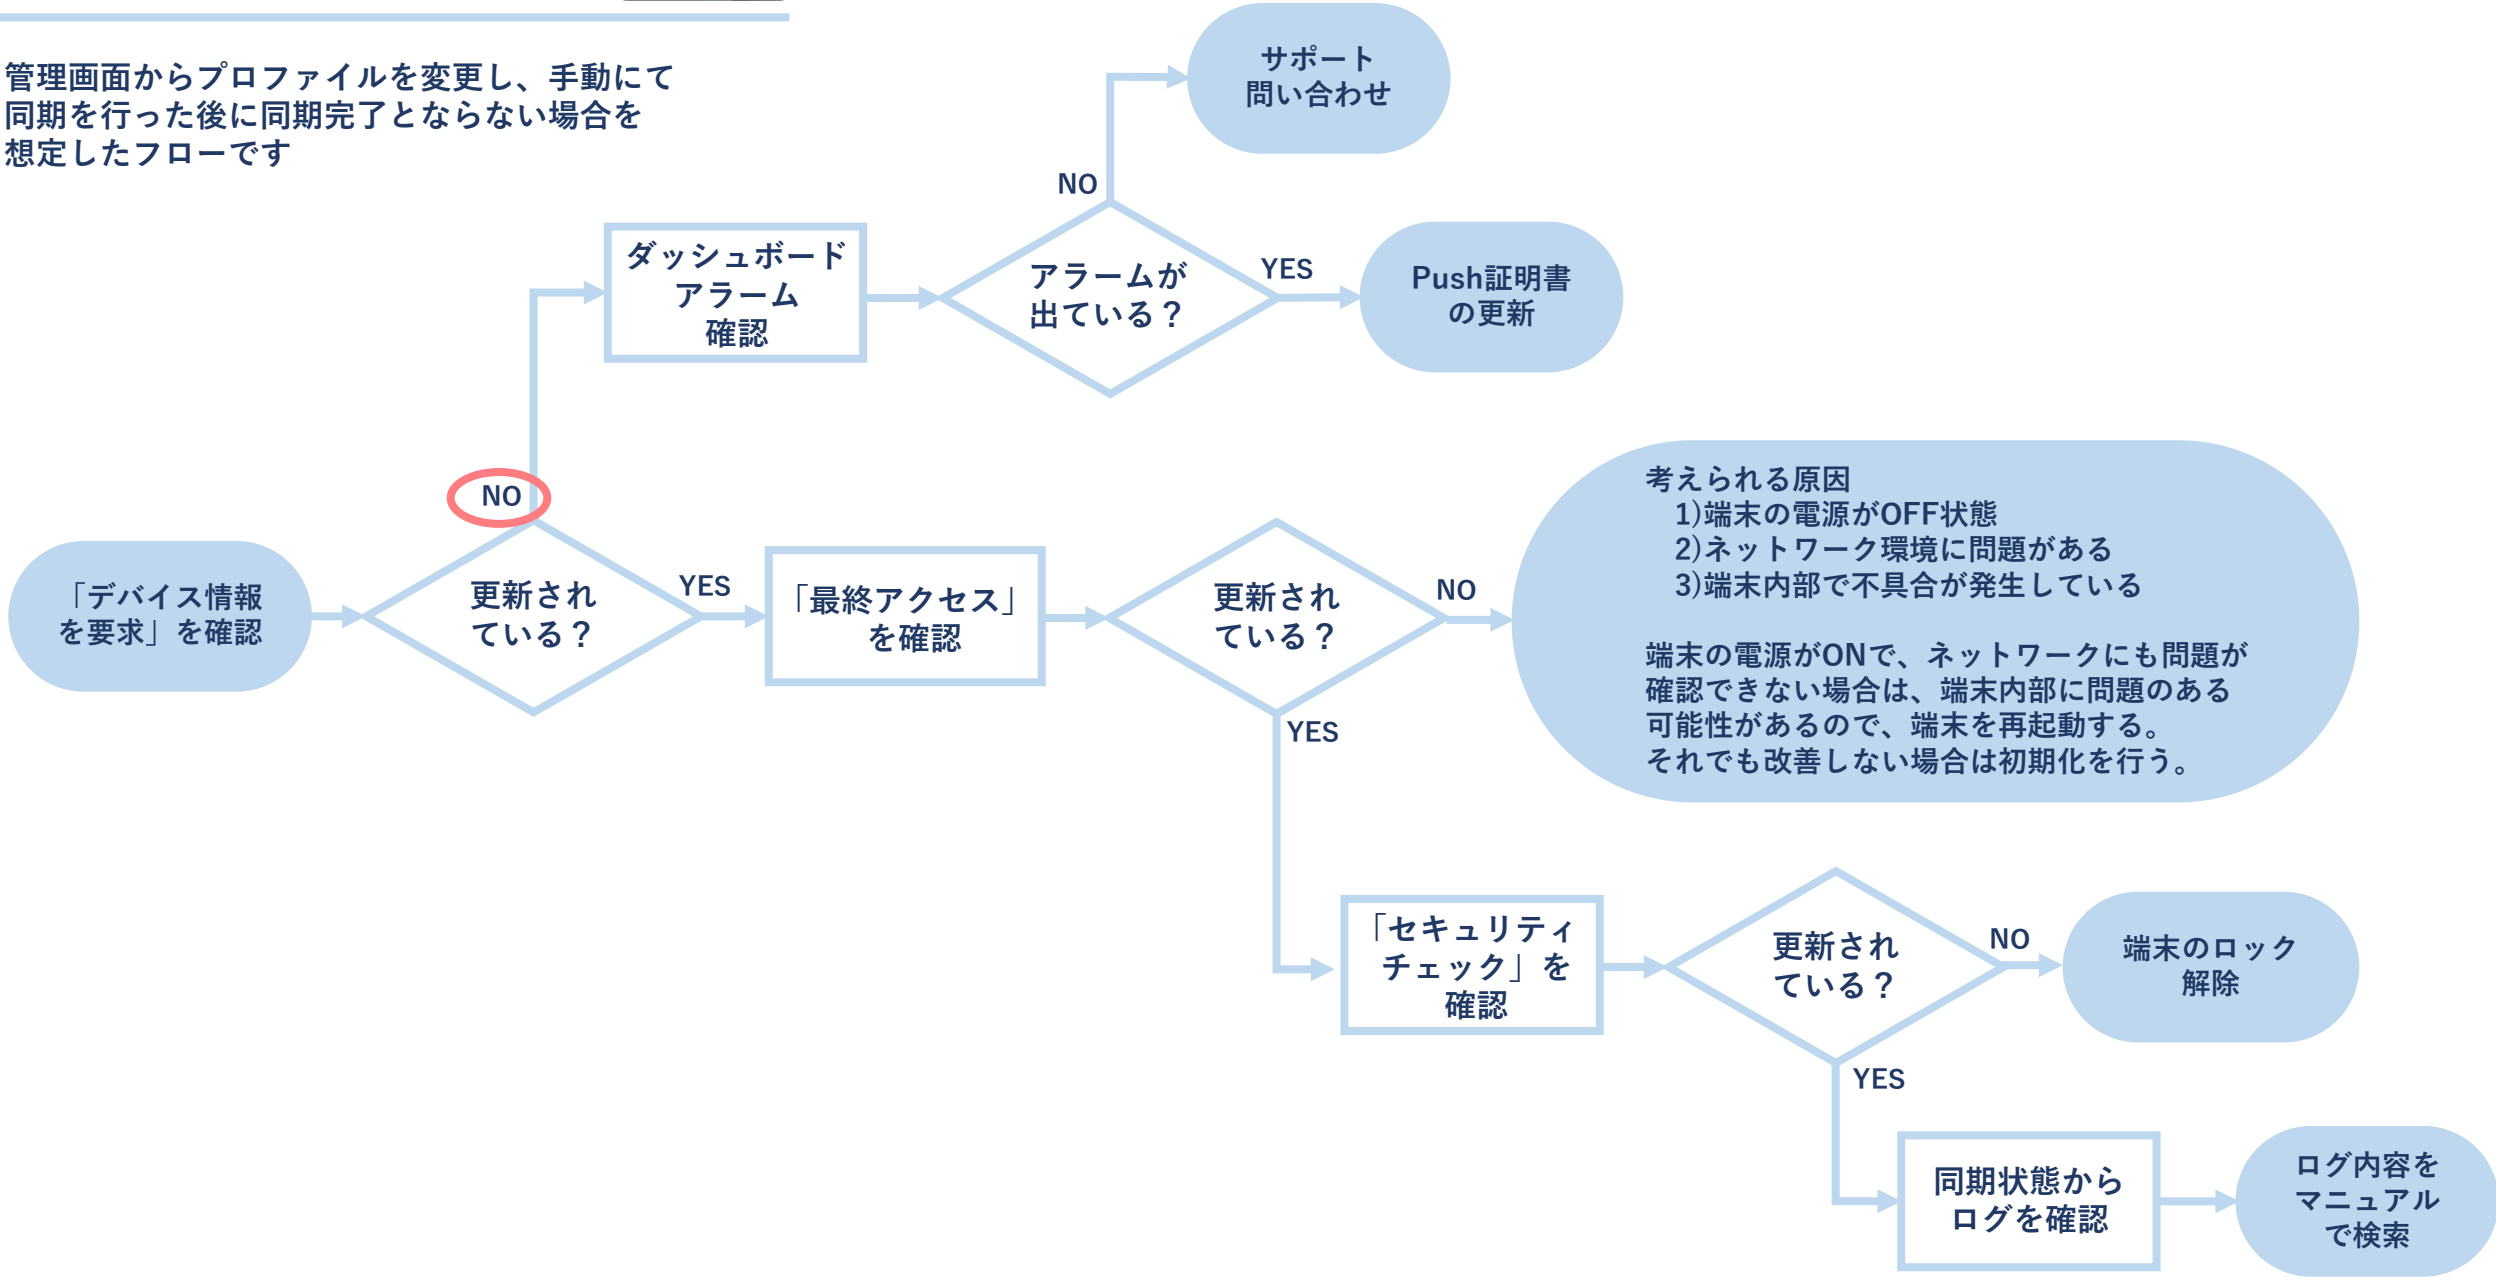 管理画面からプロファイルを変更し、手動にて
同期を行った後に同期完了とならない場合を
想定したフローです
サポート
問い合わせ
NO
ダッシュボード
アラーム
確認
アラームが
出ている？
YES
Push証明書
の更新
NO
「デバイス情報
を要求」を確認
更新され
ている？
YES
「最終アクセス」
を確認
更新され
ている？
NO
考えられる原因
1)端末の電源がOFF状態
2)ネットワーク環境に問題がある
3)端末内部で不具合が発生している
端末の電源がONで、ネットワークにも問題が
確認できない場合は、端末内部に問題のある
可能性があるので、端末を再起動する。
それでも改善しない場合は初期化を行う。
YES
「セキュリティ
チェック」を
確認
更新され
ている？
NO
端末のロック
解除
YES
同期状態から
ログを確認
ログ内容を
マニュアル
で検索